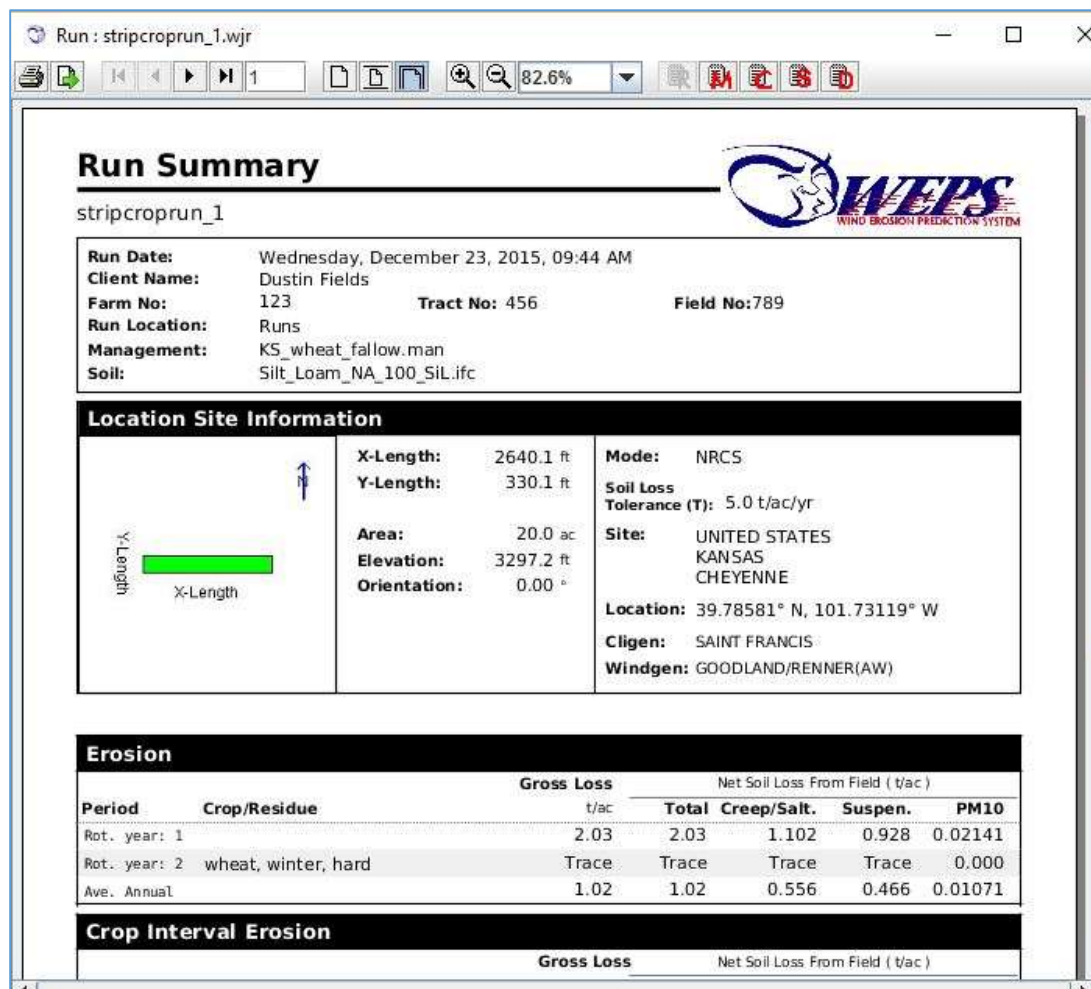 Run : stripcroprun_1.wjr
1
82.6%
R M C S D
Run Summary
WEPS
WIND EROSION PREDICTION SYSTEM
stripcroprun_1
Run Date: Wednesday, December 23, 2015, 09:44 AM
Client Name: Dustin Fields
Farm No: 123 Tract No: 456 Field No:789
Run Location: Runs
Management: KS_wheat_fallow.man
Soil: Silt_Loam_NA_100_SiL.ifc
Location Site Information
N
Y-Length
X-Length
X-Length: 2640.1 ft
Y-Length: 330.1 ft
Area: 20.0 ac
Elevation: 3297.2 ft
Orientation: 0.00 °
Mode: NRCS
Soil Loss
Tolerance (T): 5.0 t/ac/yr
Site: UNITED STATES
KANSAS
CHEYENNE
Location: 39.78581° N, 101.73119° W
Cligen: SAINT FRANCIS
Windgen: GOODLAND/RENNER(AW)
Erosion
Gross Loss Net Soil Loss From Field ( t/ac )
Period Crop/Residue t/ac Total Creep/Salt. Suspen. PM10
Rot. year: 1 2.03 2.03 1.102 0.928 0.02141
Rot. year: 2 wheat, winter, hard Trace Trace Trace Trace 0.000
Ave. Annual 1.02 1.02 0.556 0.466 0.01071
Crop Interval Erosion
Gross Loss Net Soil Loss From Field ( t/ac )